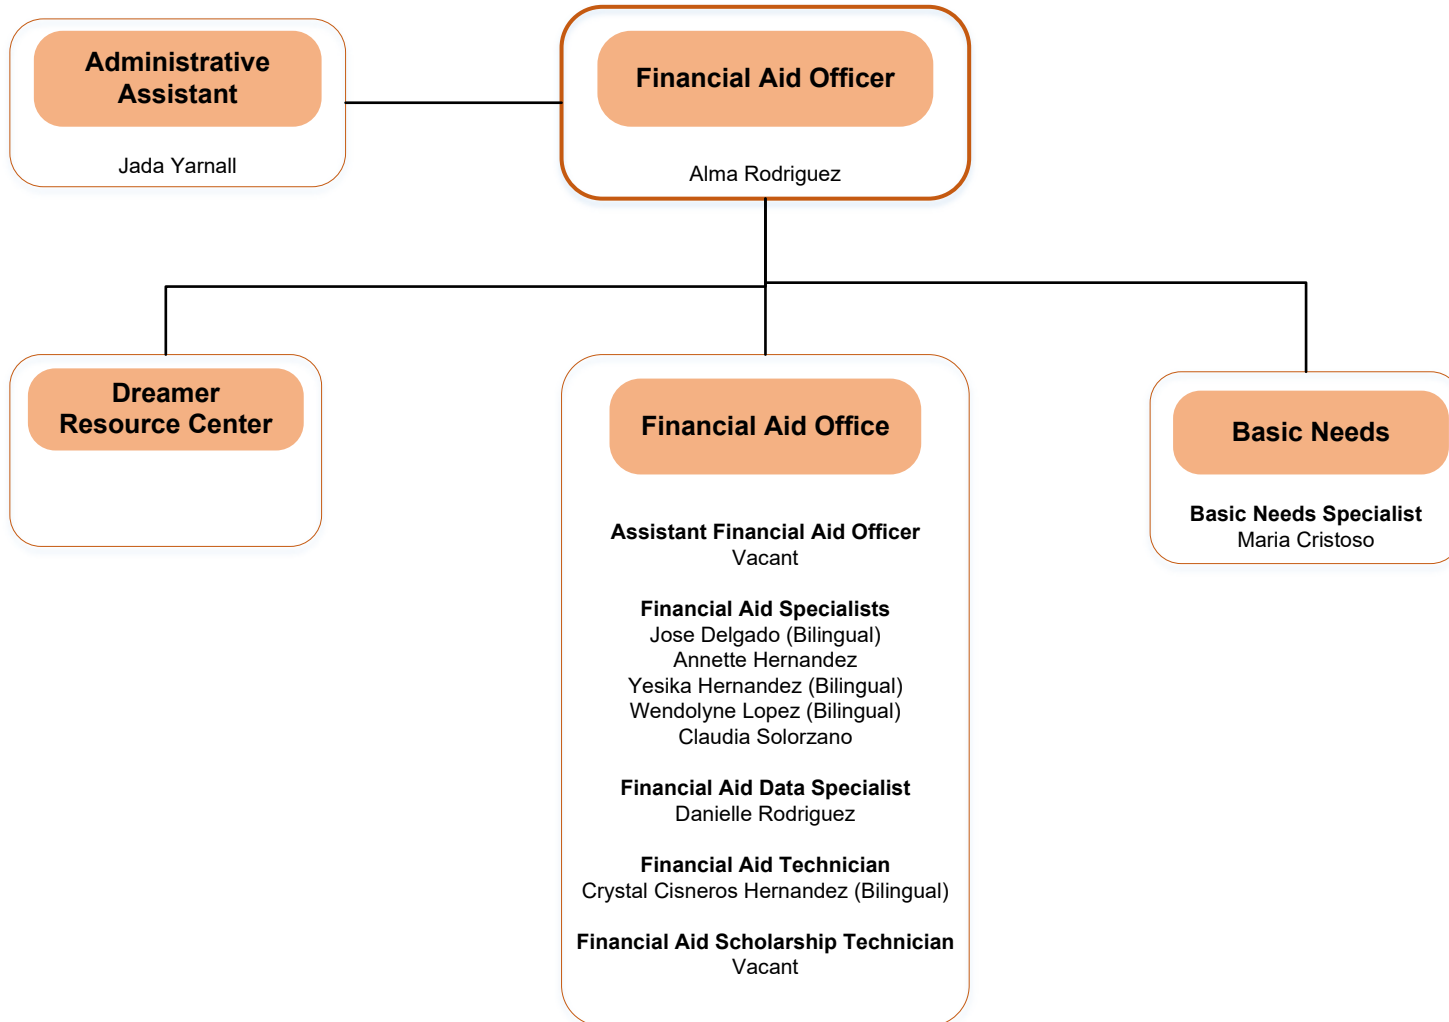 Administrative
Assistant
Jada Yarnall
Financial Aid Officer
Alma Rodriguez
Dreamer
Resource Center
Financial Aid Office
Assistant Financial Aid Officer
Vacant
Financial Aid Specialists
Jose Delgado (Bilingual)
Annette Hernandez
Yesika Hernandez (Bilingual)
Wendolyne Lopez (Bilingual)
Claudia Solorzano
Financial Aid Data Specialist
Danielle Rodriguez
Financial Aid Technician
Crystal Cisneros Hernandez (Bilingual)
Financial Aid Scholarship Technician
Vacant
Basic Needs
Basic Needs Specialist
Maria Cristoso